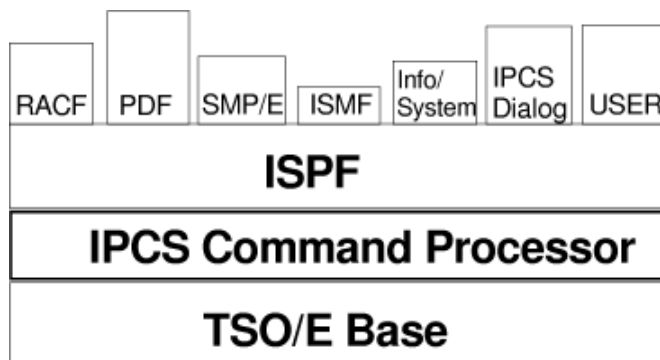 RACF
PDF
SMP/E
ISMF
Info/
System
IPCS
Dialog
USER
ISPF
IPCS Command Processor
TSO/E Base